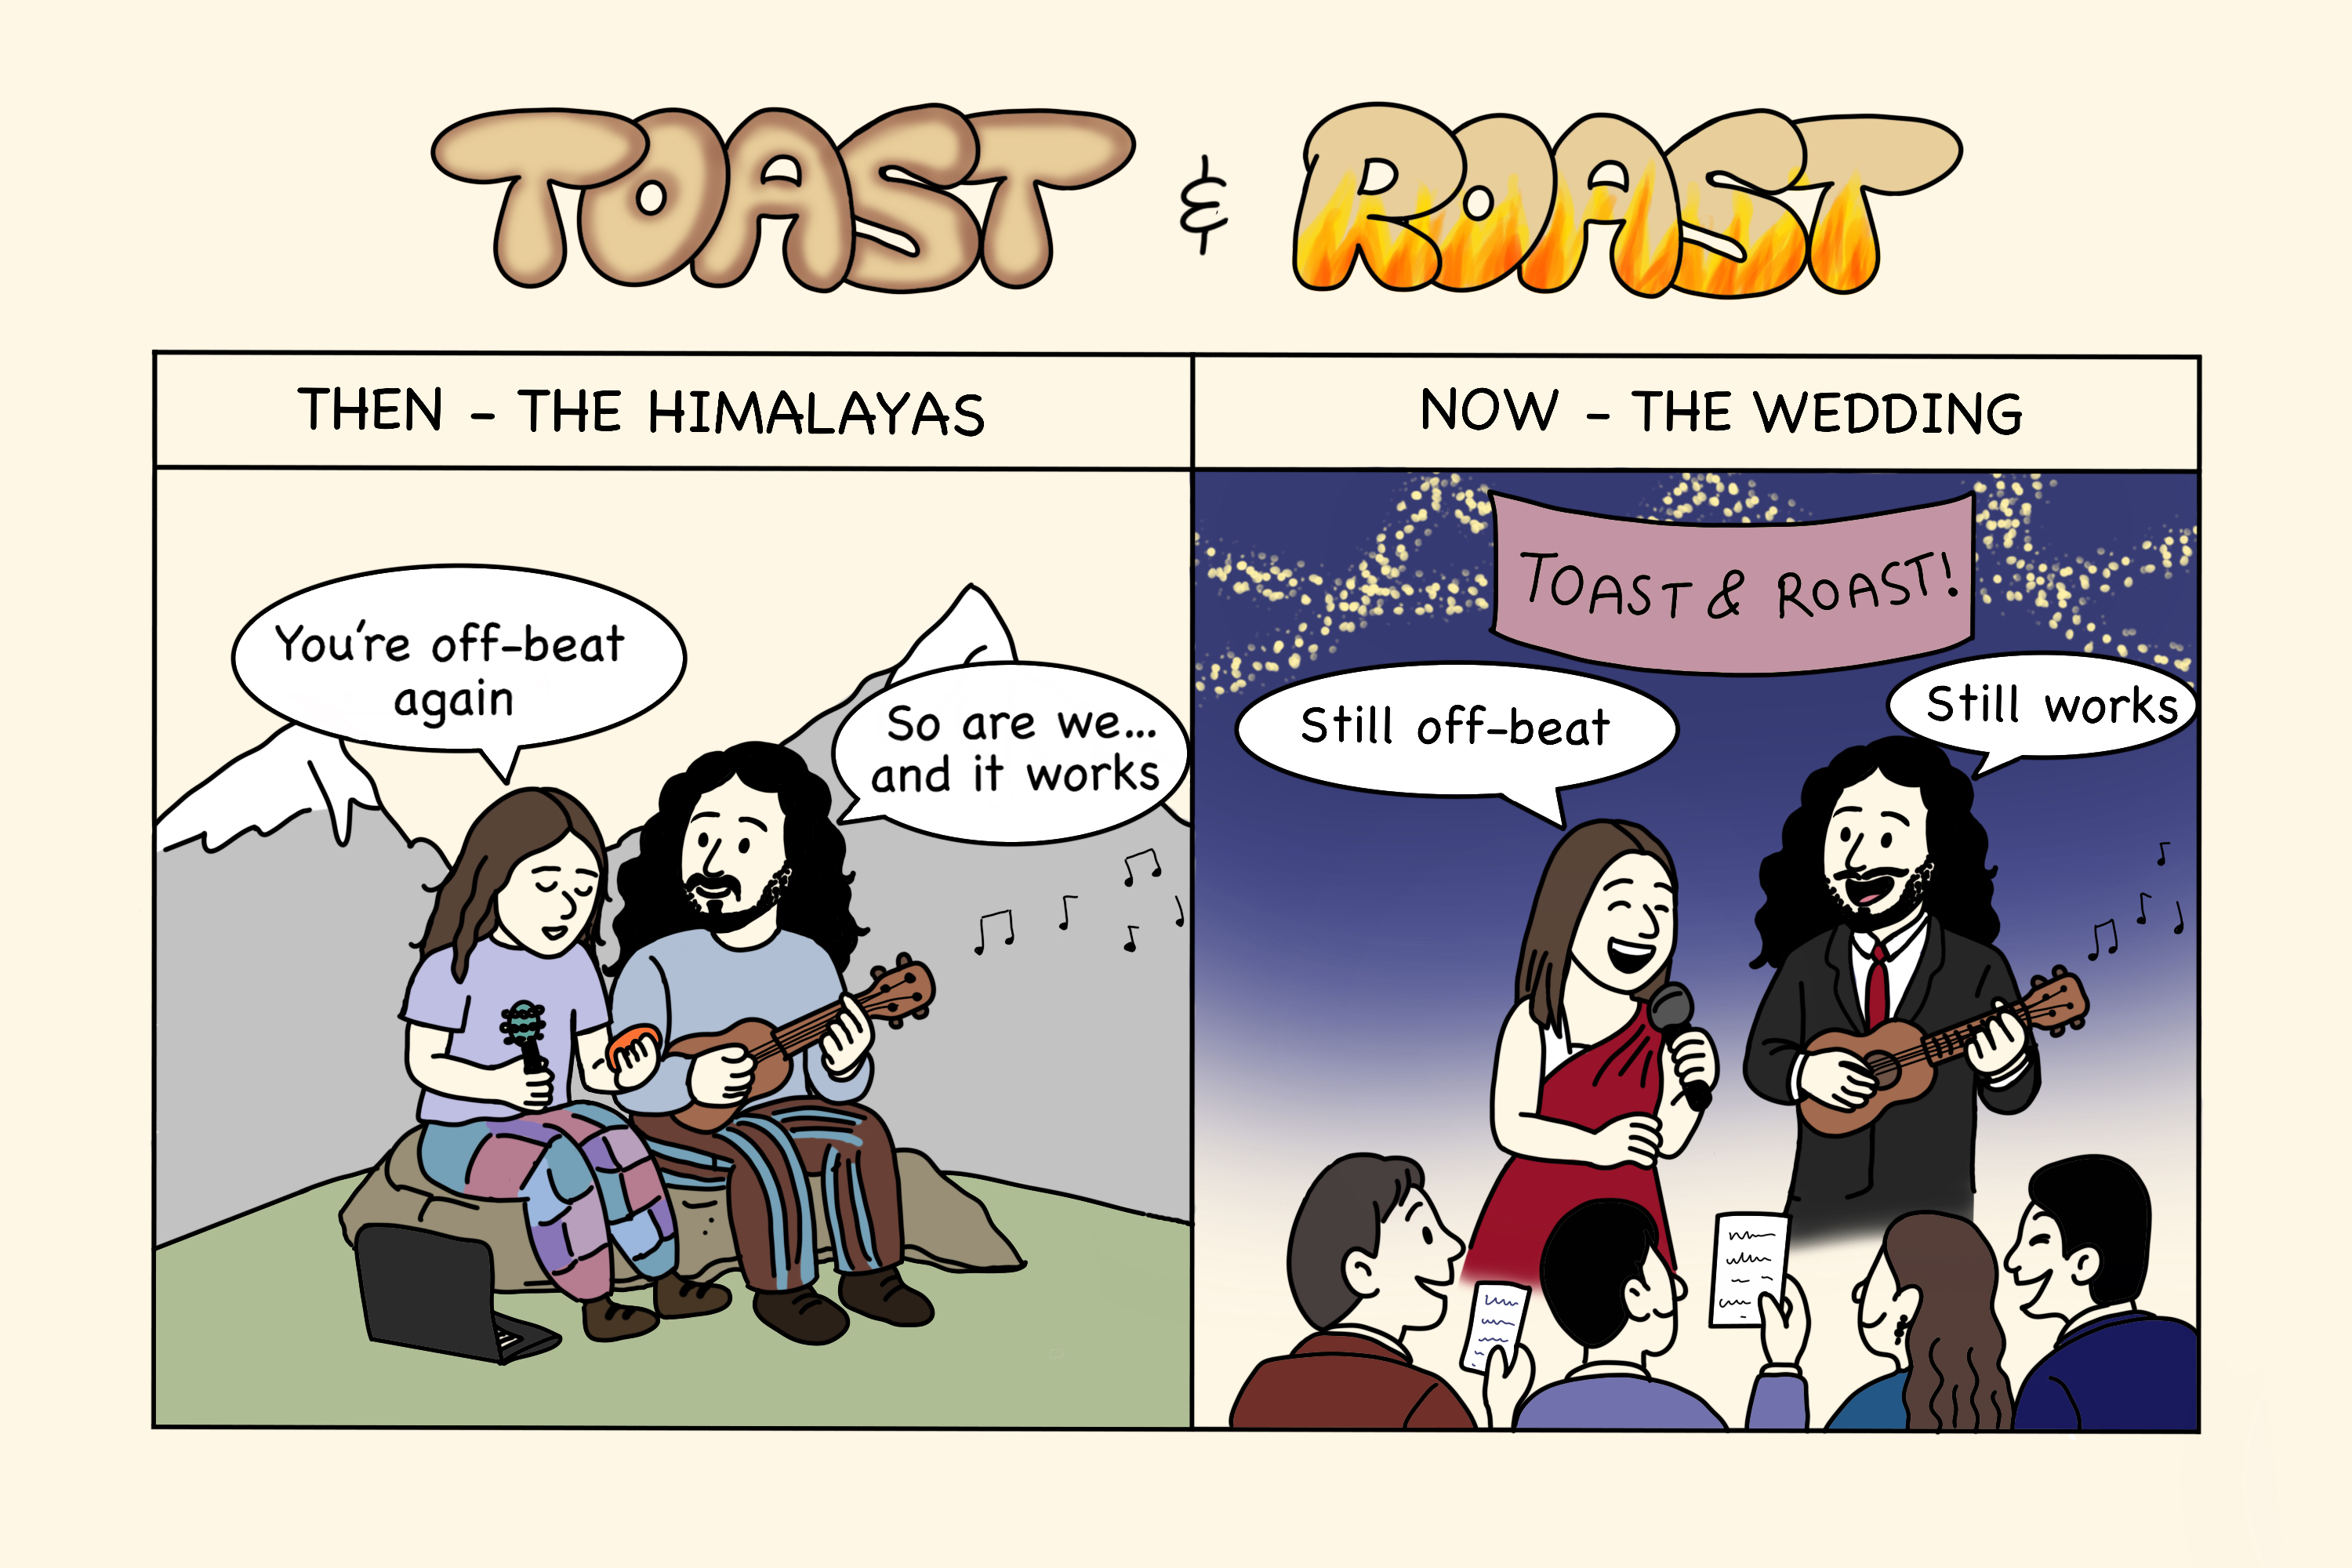 TOAST & ROAST
THEN - THE HIMALAYAS
You're off-beat
again
So are we...
and it works
NOW - THE WEDDING
TOAST & ROAST!
Still off-beat
Still works